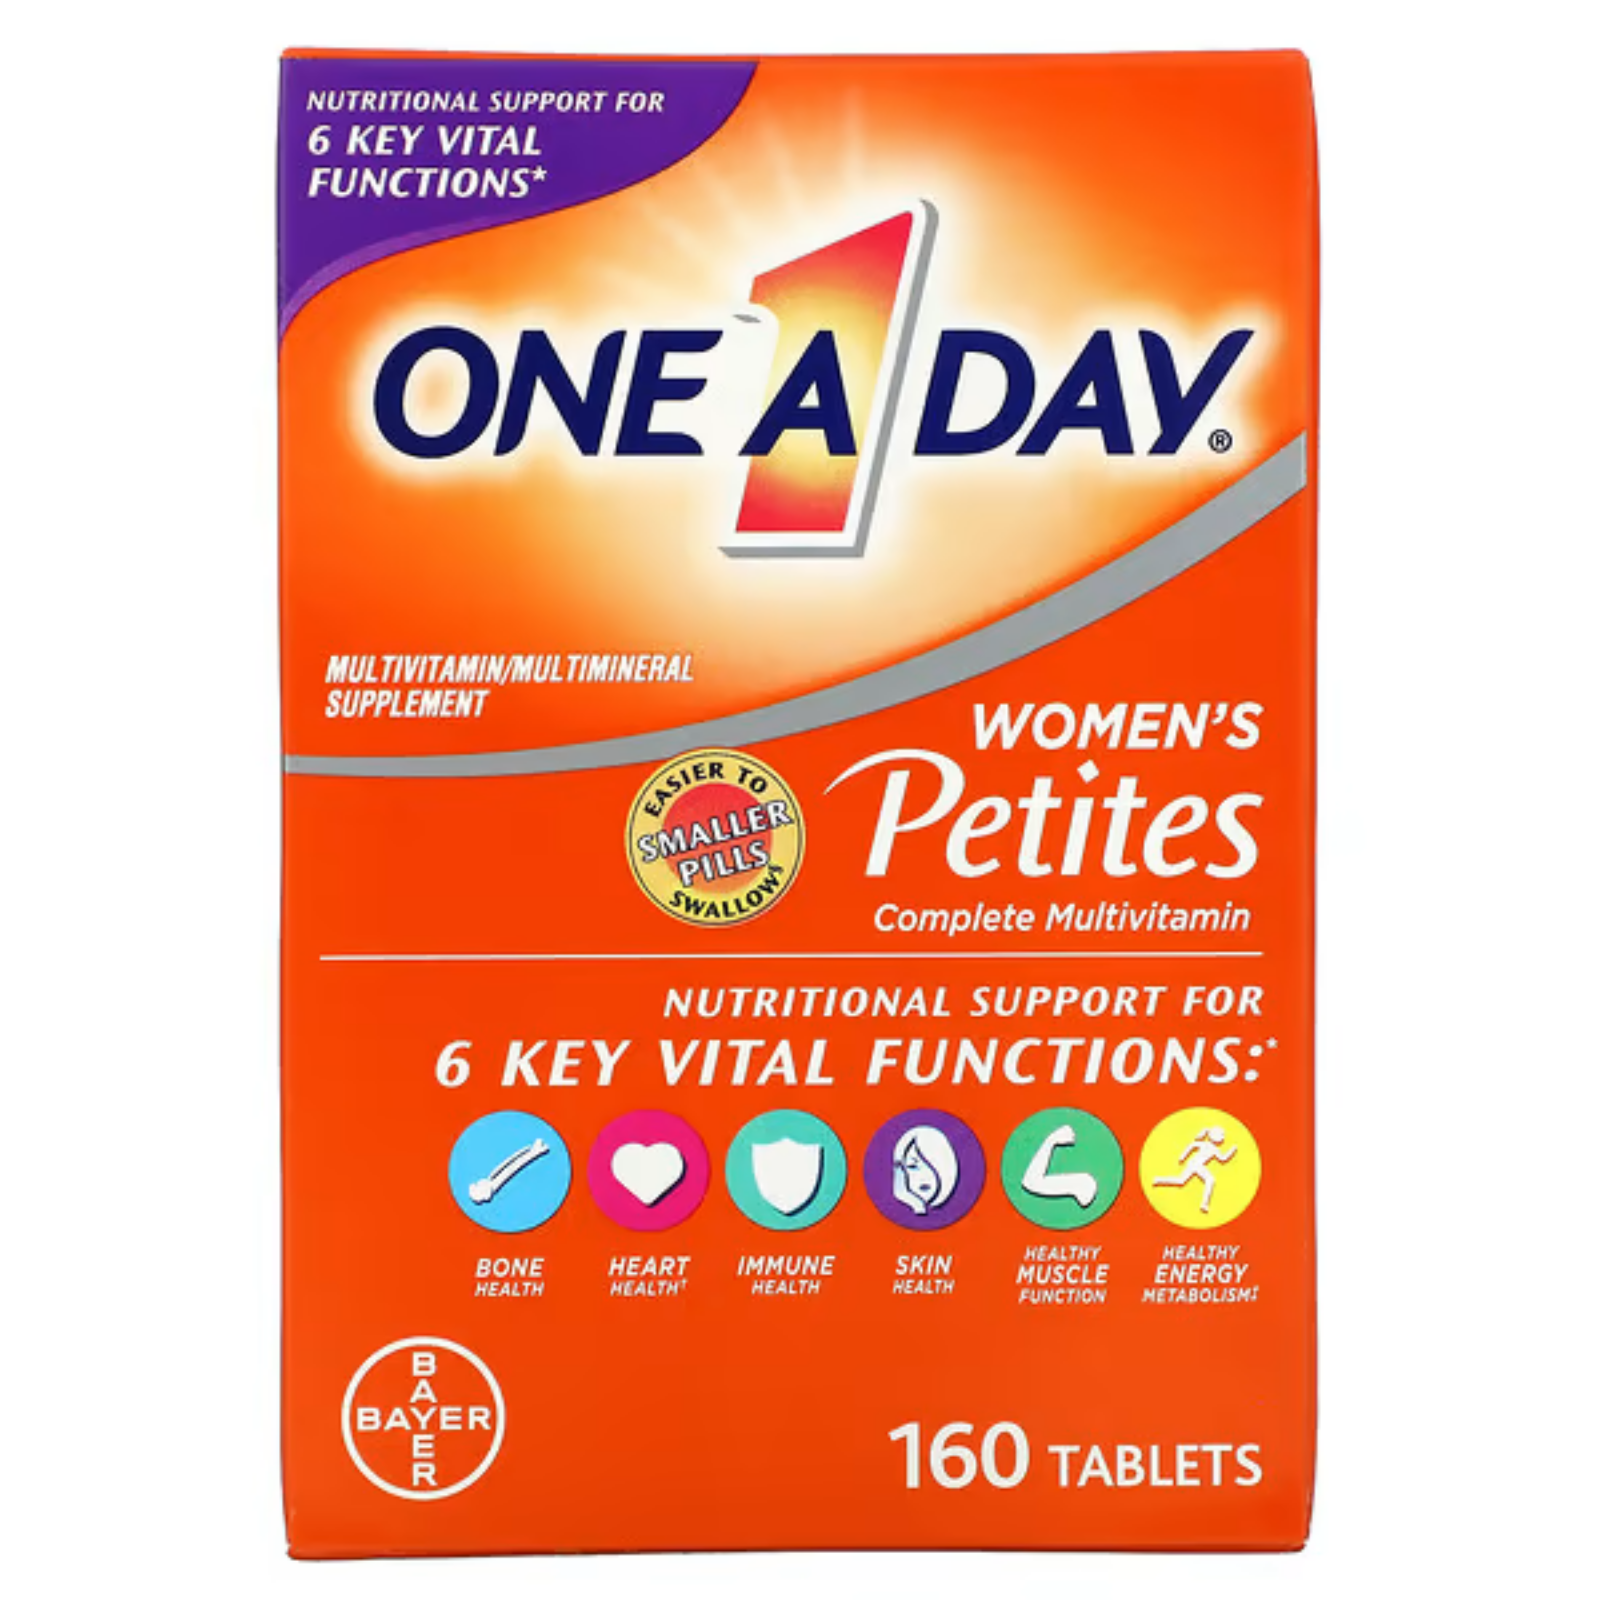 NUTRITIONAL SUPPORT FOR
6 KEY VITAL
FUNCTIONS*
1
ONE A DAY®
MULTIVITAMIN/MULTIMINERAL
SUPPLEMENT
WOMEN'S
Petites
Complete Multivitamin
EASIER TO
SWALLOW§
SMALLER
PILLS
NUTRITIONAL SUPPORT FOR
6 KEY VITAL FUNCTIONS:*
BONE
HEALTH
HEART
HEALTH†
IMMUNE
HEALTH
SKIN
HEALTH
HEALTHY
MUSCLE
FUNCTION
HEALTHY
ENERGY
METABOLISM‡
BAYER
BAYER
160 TABLETS